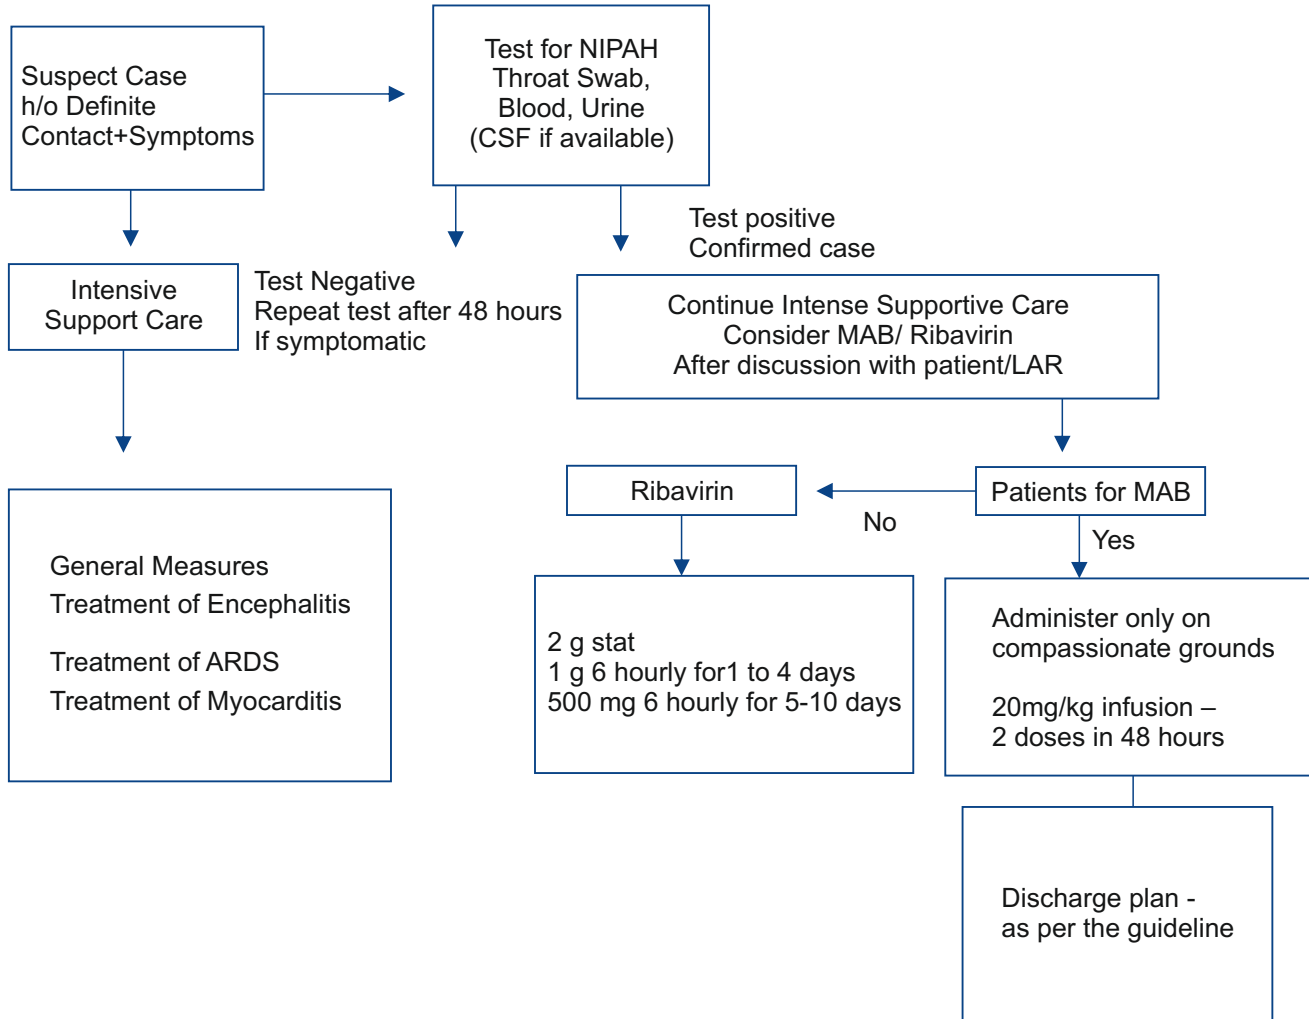 Suspect Case
h/o Definite
Contact+Symptoms
Test for NIPAH
Throat Swab,
Blood, Urine
(CSF if available)
Test positive
Confirmed case
Intensive
Support Care
Test Negative
Repeat test after 48 hours
If symptomatic
Continue Intense Supportive Care
Consider MAB/ Ribavirin
After discussion with patient/LAR
Ribavirin
No
Patients for MAB
Yes
General Measures
Treatment of Encephalitis
Treatment of ARDS
Treatment of Myocarditis
2 g stat
1 g 6 hourly for1 to 4 days
500 mg 6 hourly for 5-10 days
Administer only on
compassionate grounds
20mg/kg infusion –
2 doses in 48 hours
Discharge plan -
as per the guideline